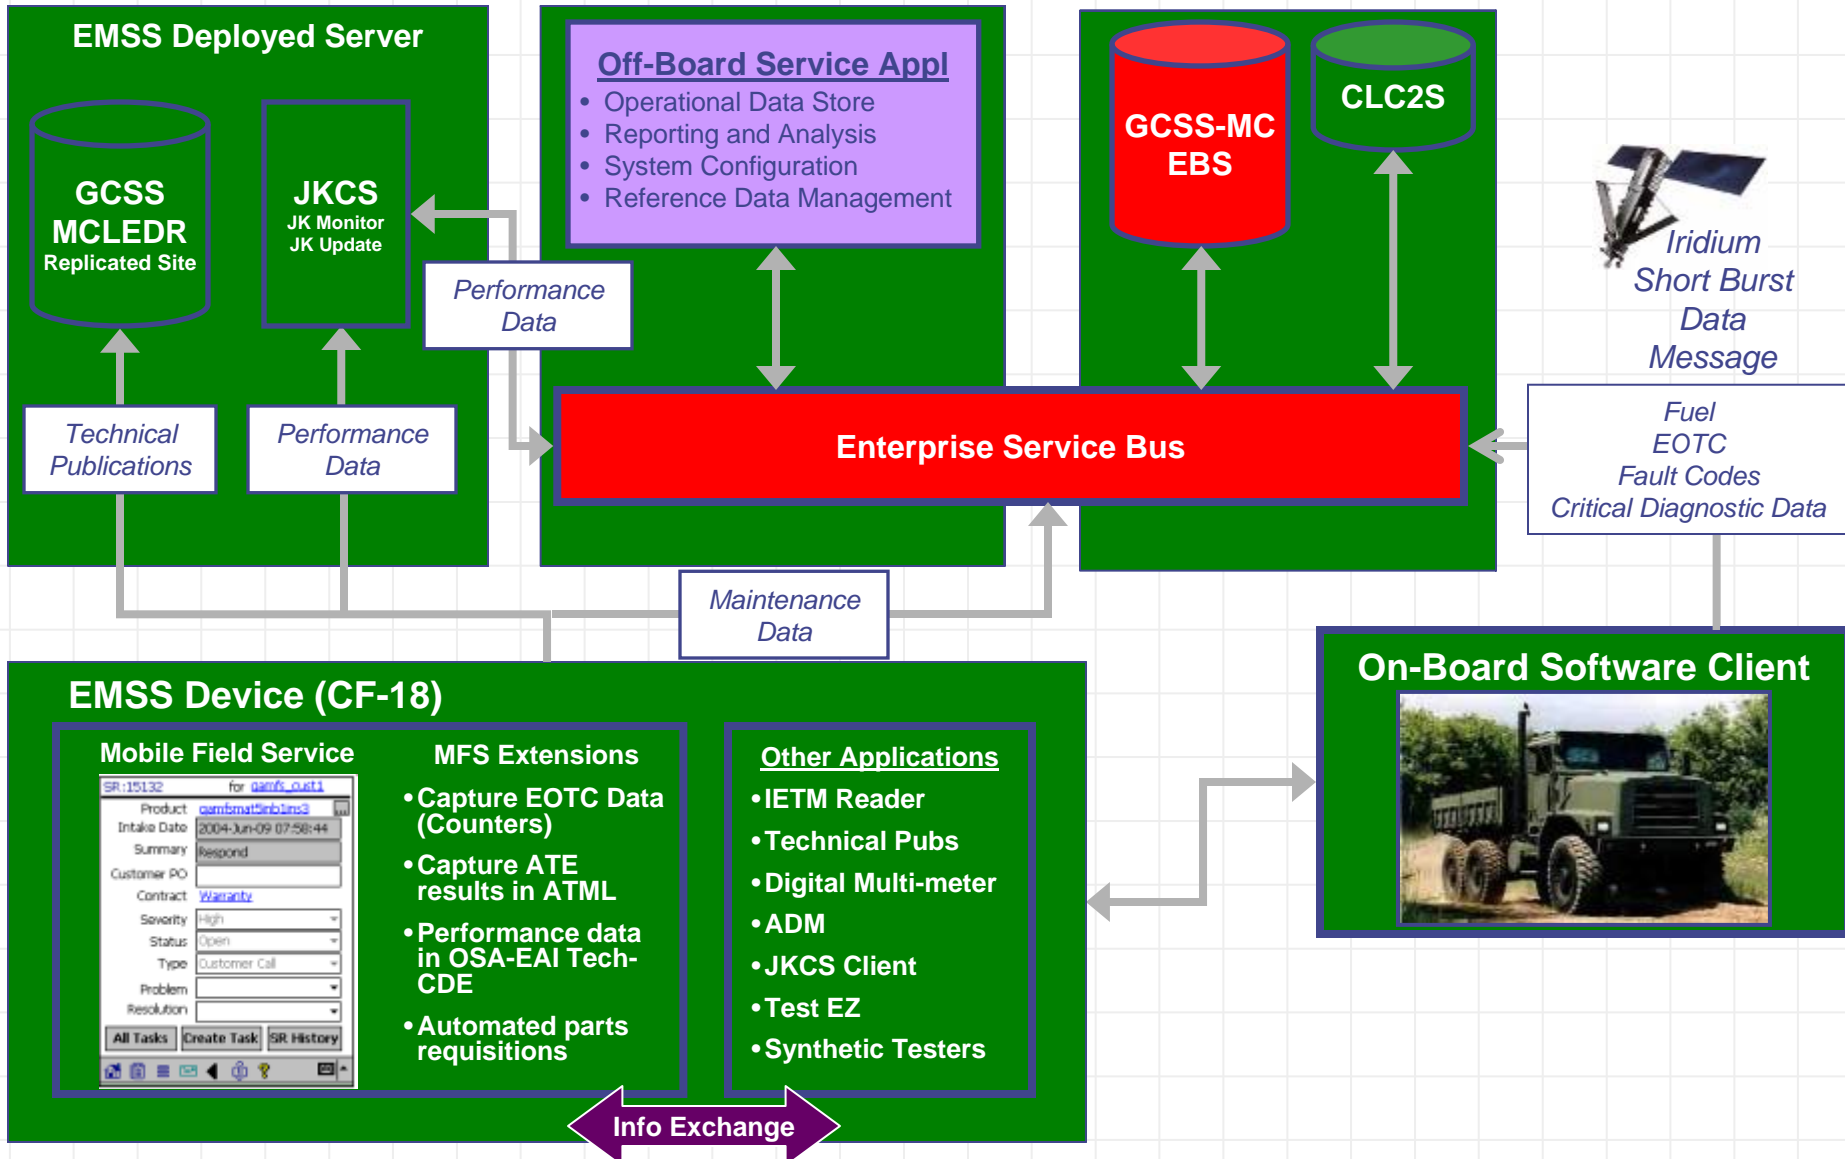 EMSS Deployed Server
GCSS
MCLEDR
Replicated Site
JKCS
JK Monitor
JK Update
Performance
Data
Technical
Publications
Performance
Data
Off-Board Service Appl
• Operational Data Store
• Reporting and Analysis
• System Configuration
• Reference Data Management
GCSS-MC
EBS
CLC2S
Iridium
Short Burst
Data
Message
Enterprise Service Bus
Fuel
EOTC
Fault Codes
Critical Diagnostic Data
Maintenance
Data
EMSS Device (CF-18)
Mobile Field Service
SR:15132 for qamfs_cust1
Product qamfsmat5inb1ins3 ...
Intake Date 2004-Jun-09 07:58:44
Summary Respond
Customer PO
Contract Warranty
Severity High
Status Open
Type Customer Call
Problem
Resolution
All Tasks Create Task SR History
MFS Extensions
• Capture EOTC Data
(Counters)
• Capture ATE
results in ATML
• Performance data
in OSA-EAI Tech-
CDE
• Automated parts
requisitions
Other Applications
• IETM Reader
• Technical Pubs
• Digital Multi-meter
• ADM
• JKCS Client
• Test EZ
• Synthetic Testers
Info Exchange
On-Board Software Client